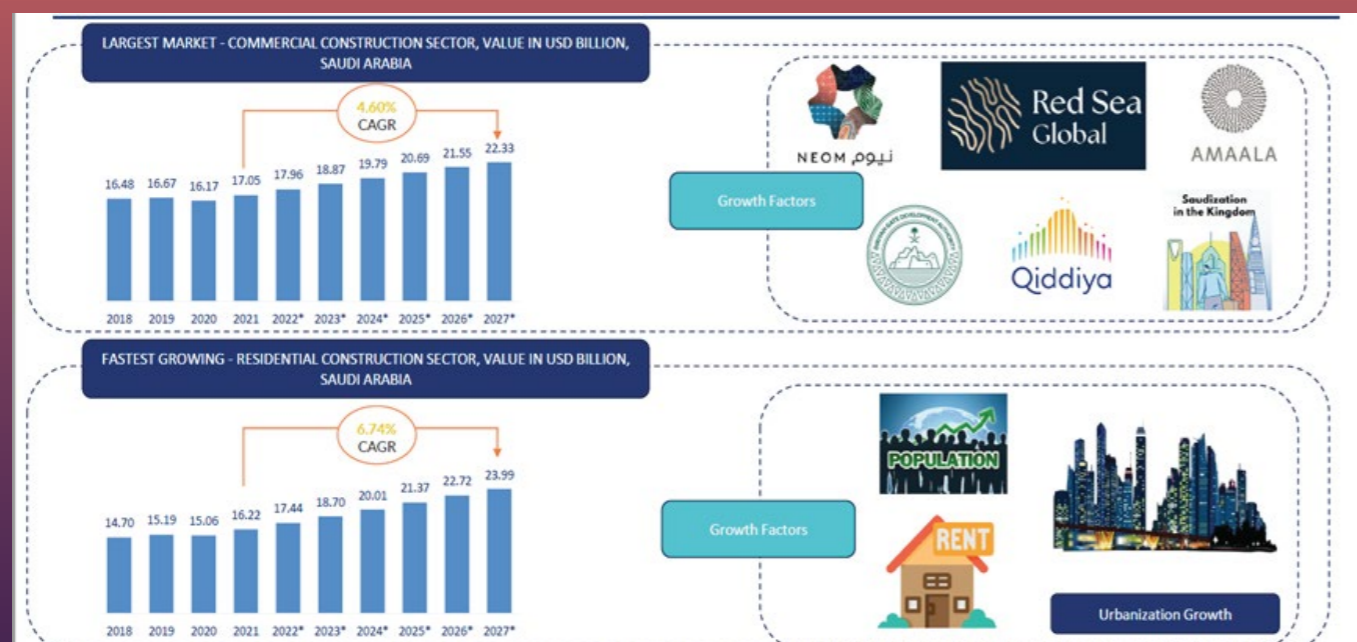 LARGEST MARKET - COMMERCIAL CONSTRUCTION SECTOR, VALUE IN USD BILLION,
SAUDI ARABIA
4.60%
CAGR
16.48 16.67 16.17 17.05 17.96 18.87 19.79 20.69 21.55 22.33
2018 2019 2020 2021 2022* 2023* 2024* 2025* 2026* 2027*
Growth Factors
NEOM نيوم
Red Sea
Global
AMAALA
GATE DEVELOPMENT AUTHORITY
Qiddiya
Saudization
in the Kingdom
FASTEST GROWING - RESIDENTIAL CONSTRUCTION SECTOR, VALUE IN USD BILLION,
SAUDI ARABIA
6.74%
CAGR
14.70 15.19 15.06 16.22 17.44 18.70 20.01 21.37 22.72 23.99
2018 2019 2020 2021 2022* 2023* 2024* 2025* 2026* 2027*
Growth Factors
POPULATION
RENT
Urbanization Growth